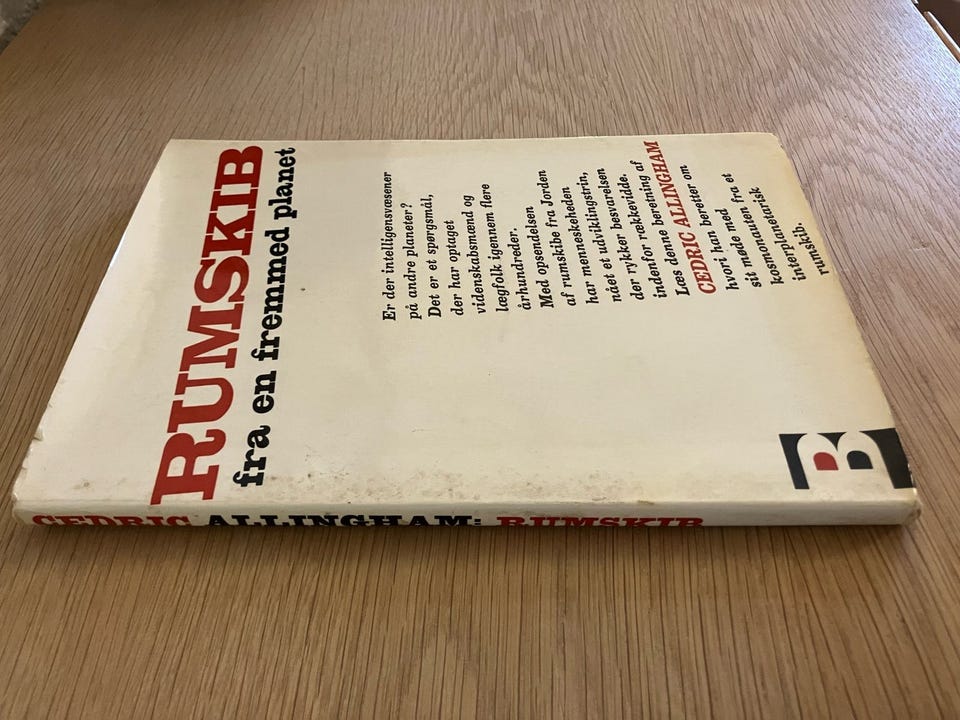 RUMSKIB
fra en fremmed planet
Er der intelligensvæsener
på andre planeter?
Det er et spørgsmål,
der har optaget
videnskabsmænd og
lægfolk igennem flere
århundreder.
Med opsendelsen
af rumskibe fra Jorden
har menneskeheden
nået et udviklingstrin,
der rykker besvarelsen
indenfor rækkevidde.
Læs denne beretning af
CEDRIC ALLINGHAM
hvori han beretter om
sit møde med
kosmonauten fra et
interplanetarisk
rumskib.
B
CEDRIC ALLINGHAM: RUMSKIB